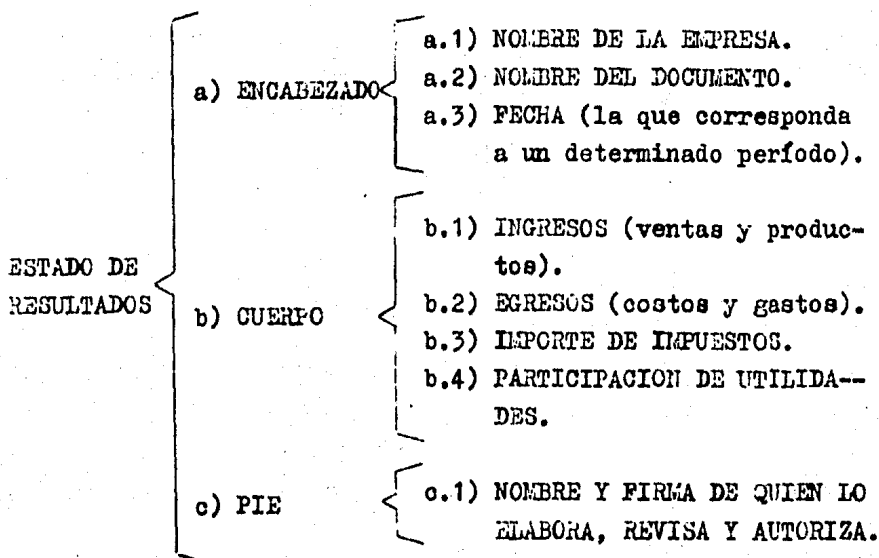 a.1) NOMBRE DE LA EMPRESA.
a) ENCABEZADO
a.2) NOMBRE DEL DOCUMENTO.
a.3) FECHA (la que corresponda
a un determinado período).
ESTADO DE
RESULTADOS
b) CUERPO
b.1) INGRESOS (ventas y produc-
tos).
b.2) EGRESOS (costos y gastos).
b.3) IMPORTE DE IMPUESTOS.
b.4) PARTICIPACION DE UTILIDA--
DES.
c) PIE
c.1) NOMBRE Y FIRMA DE QUIEN LO
ELABORA, REVISA Y AUTORIZA.